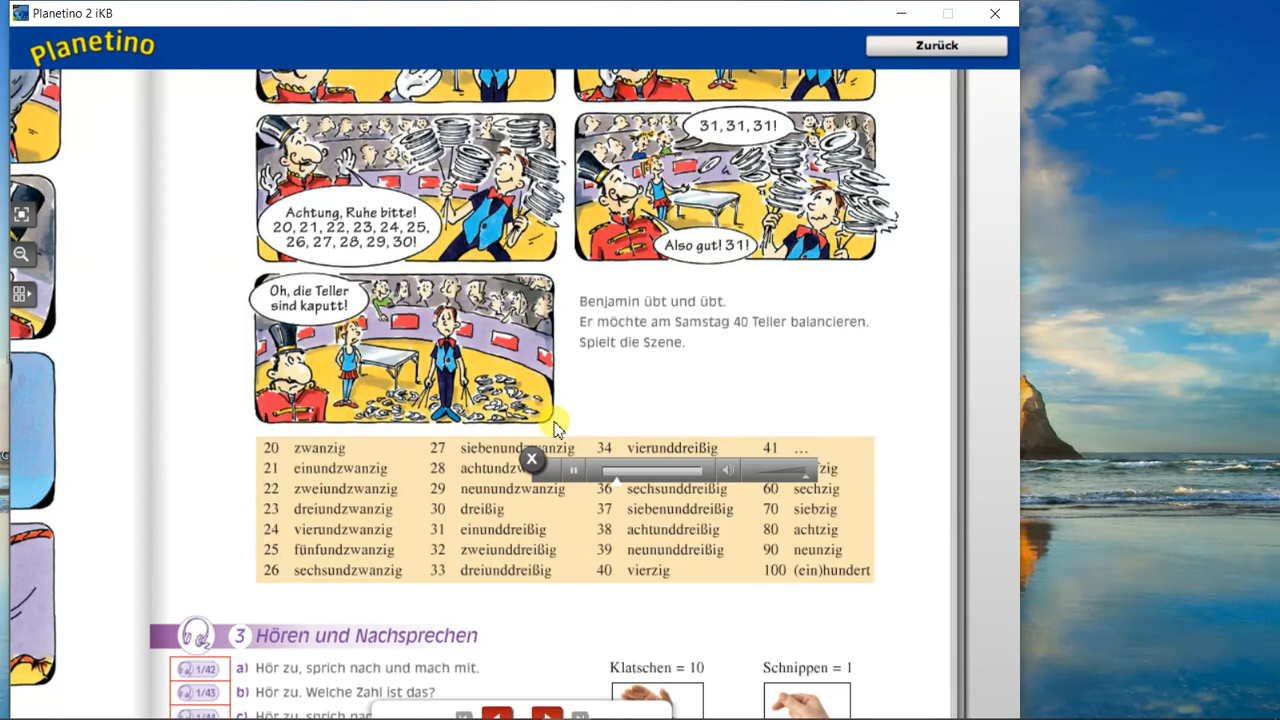 Planetino 2 iKB
Planetino
Zurück
31, 31, 31!
Achtung, Ruhe bitte!
20, 21, 22, 23, 24, 25,
26, 27, 28, 29, 30!
Also gut! 31!
Oh, die Teller
sind kaputt!
Benjamin übt und übt.
Er möchte am Samstag 40 Teller balancieren.
Spielt die Szene.
20 zwanzig 27 siebenundzwanzig 34 vierunddreißig 41 ...
21 einundzwanzig 28
22 zweiundzwanzig 29 neunundzwanzig 36 sechsunddreißig 60 sechzig
23 dreiundzwanzig 30 dreißig 37 siebenunddreißig 70 siebzig
24 vierundzwanzig 31 einunddreißig 38 achtunddreißig 80 achtzig
25 fünfundzwanzig 32 zweiunddreißig 39 neununddreißig 90 neunzig
26 sechsundzwanzig 33 dreiunddreißig 40 vierzig 100 (ein)hundert
3 Hören und Nachsprechen
1/42 a) Hör zu, sprich nach und mach mit. Klatschen = 10 Schnippen = 1
1/43 b) Hör zu. Welche Zahl ist das?
c) Hör zu, sprich